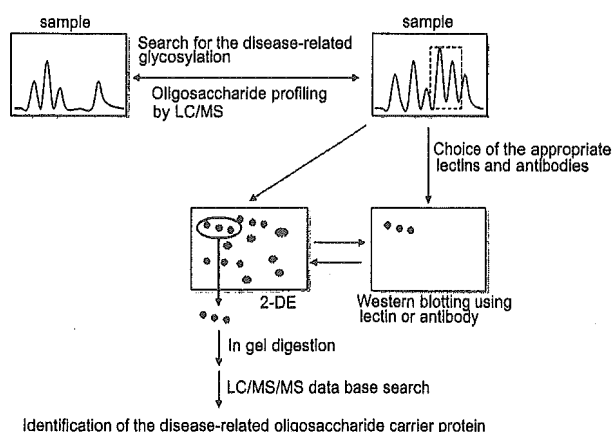 sample
sample
Search for the disease-related
glycosylation
Oligosaccharide profiling
by LC/MS
Choice of the appropriate
lectins and antibodies
2-DE
Western blotting using
lectin or antibody
In gel digestion
LC/MS/MS data base search
Identification of the disease-related oligosaccharide carrier protein